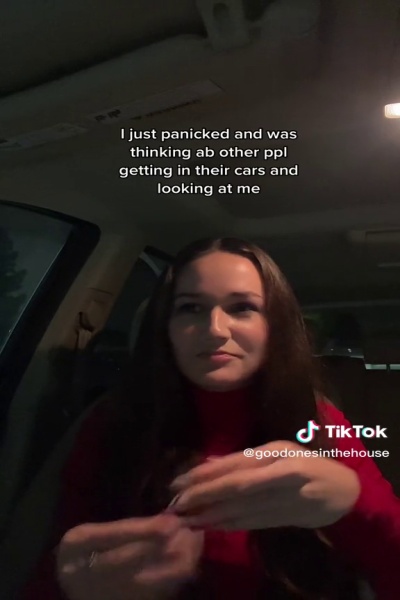 I just panicked and was
thinking ab other ppl
getting in their cars and
looking at me
TikTok
@goodonesinthehouse